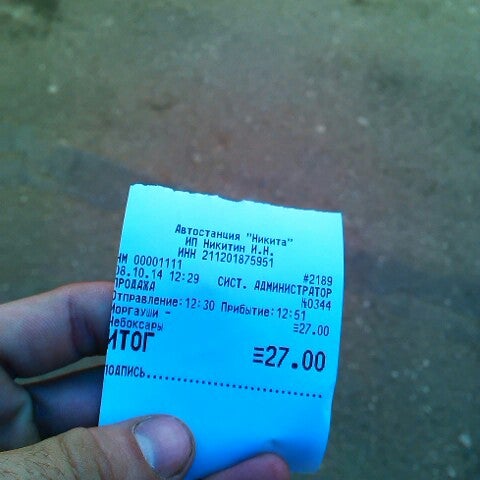 Автостанция "Никита"
ИП Никитин И.Н.
ИНН 211201875951
НМ 00001111 #2189
08.10.14 12:29 СИСТ. АДМИНИСТРАТОР
ПРОДАЖА №0344
Отправление:12:30 Прибытие:12:51
Моргауши - ≡27.00
Чебоксары
ИТОГ ≡27.00
ПОДПИСЬ..............................